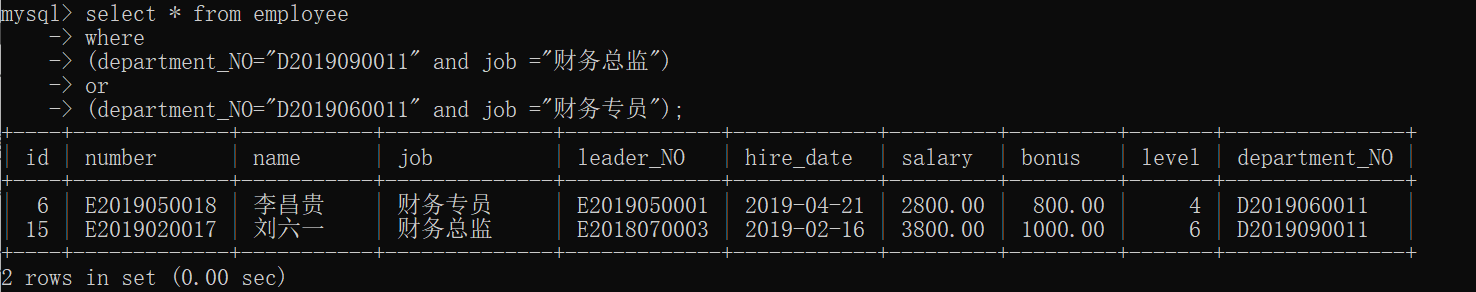 mysql> select * from employee
    -> where
    -> (department_NO="D2019090011" and job ="财务总监")
    -> or
    -> (department_NO="D2019060011" and job ="财务专员");
+----+-------------+-----------+--------------+-------------+------------+---------+---------+-------+---------------+
| id | number | name | job | leader_NO | hire_date | salary | bonus | level | department_NO |
+----+-------------+-----------+--------------+-------------+------------+---------+---------+-------+---------------+
| 6 | E2019050018 | 李昌贵 | 财务专员 | E2019050001 | 2019-04-21 | 2800.00 | 800.00 | 4 | D2019060011 |
| 15 | E2019020017 | 刘六一 | 财务总监 | E2018070003 | 2019-02-16 | 3800.00 | 1000.00 | 6 | D2019090011 |
+----+-------------+-----------+--------------+-------------+------------+---------+---------+-------+---------------+
2 rows in set (0.00 sec)